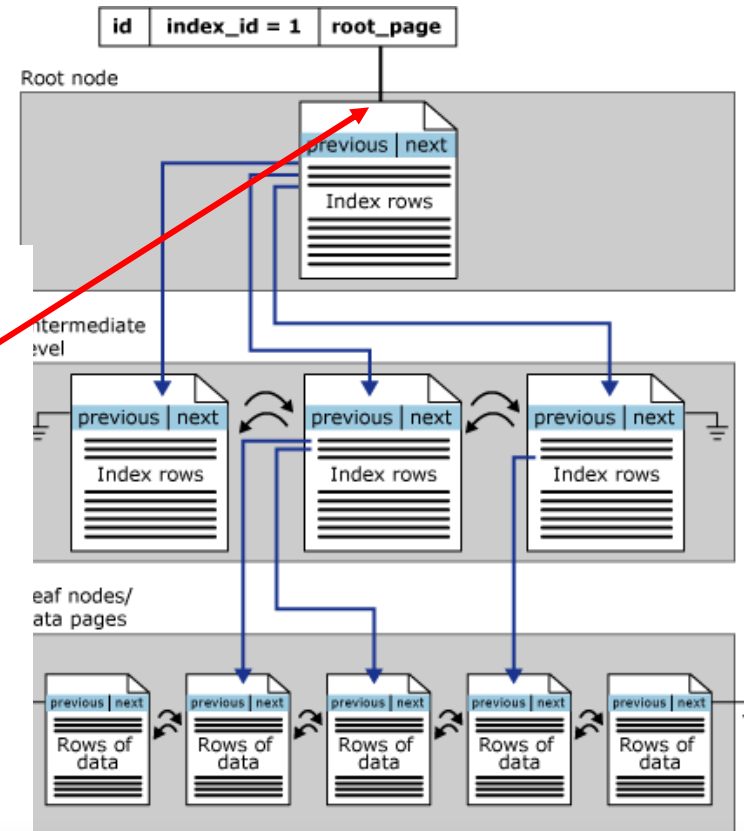 id index_id = 1 root_page
Root node
previous next
Index rows
ntermediate
evel
previous next previous next previous next
Index rows Index rows Index rows
eaf nodes/
ata pages
previous next previous next previous next previous next previous next
Rows of Rows of Rows of Rows of Rows of
data data data data data